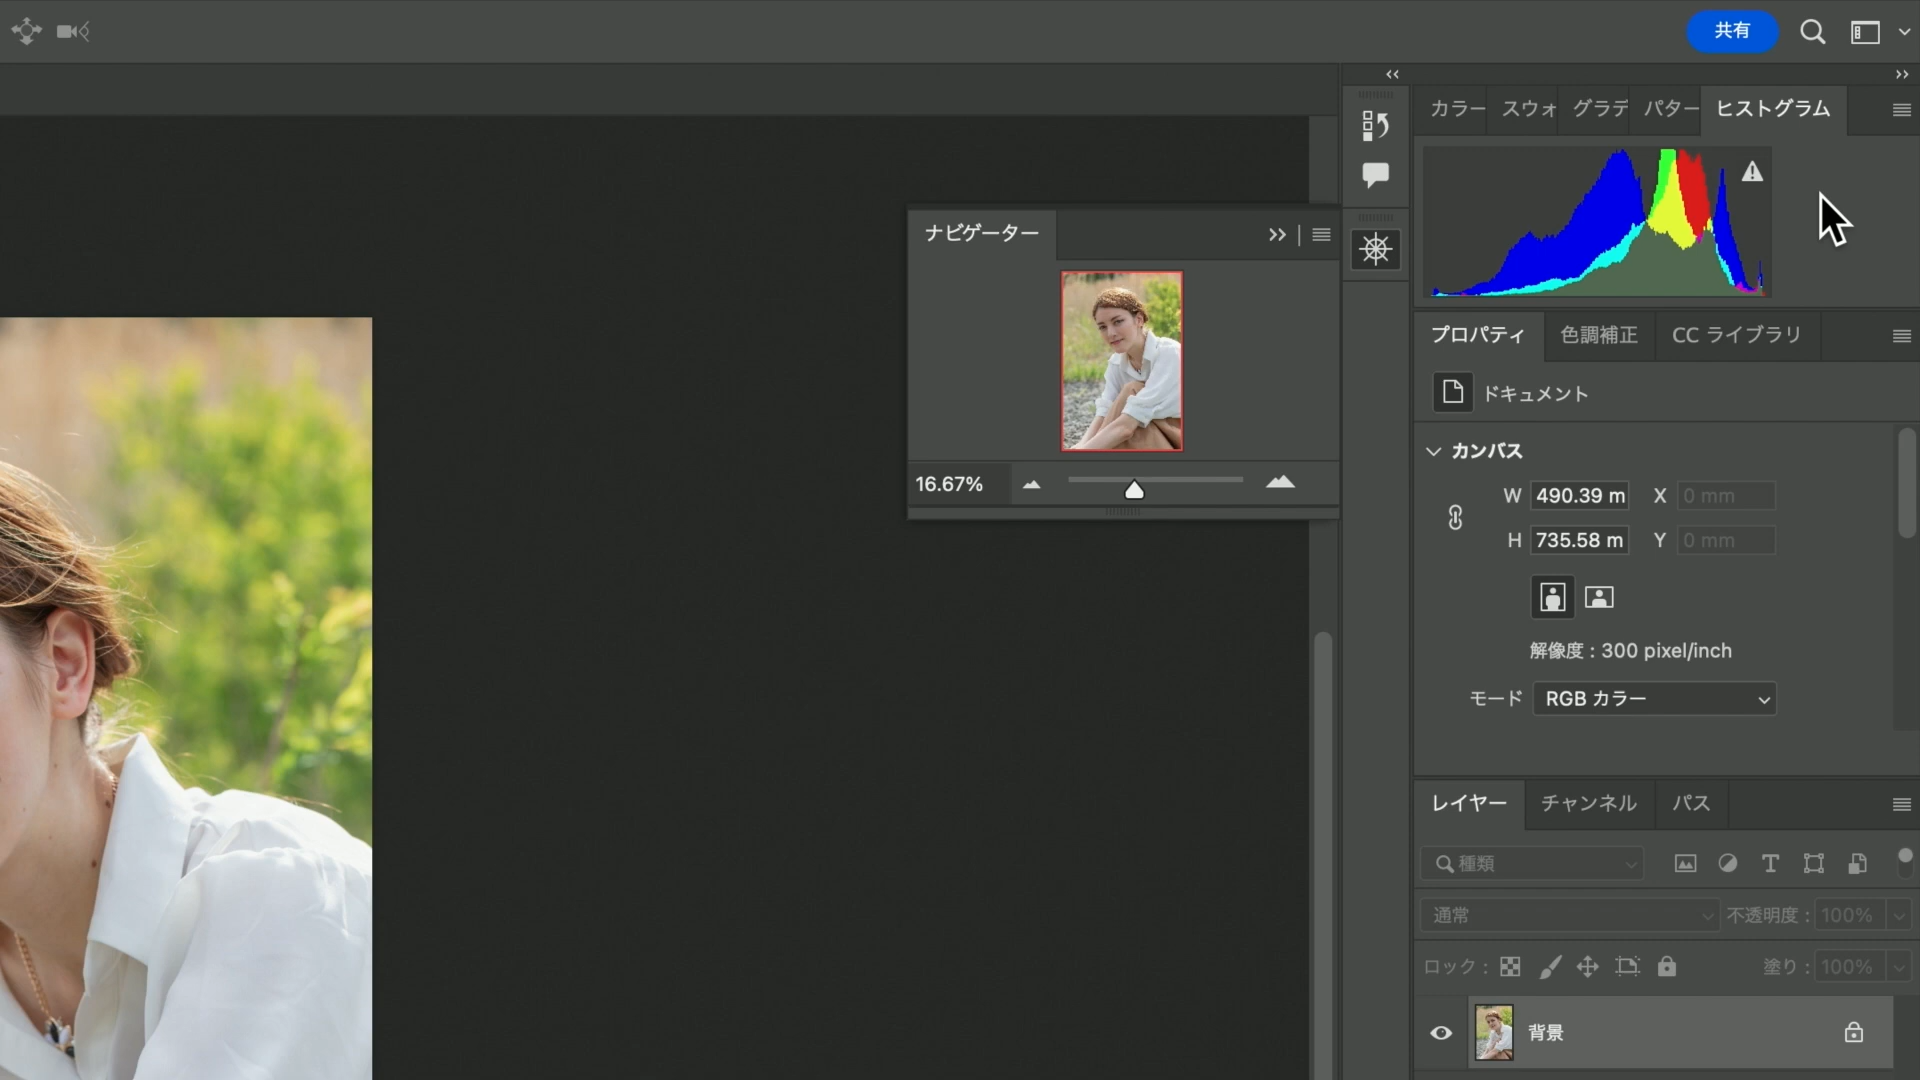 共有
カラー スウォ グラデ パター ヒストグラム
ナビゲーター
16.67%
プロパティ 色調補正 CC ライブラリ
ドキュメント
カンバス
W 490.39 m X 0 mm
H 735.58 m Y 0 mm
解像度 : 300 pixel/inch
モード RGB カラー
レイヤー チャンネル パス
種類
通常 不透明度 : 100%
ロック : 塗り : 100%
背景